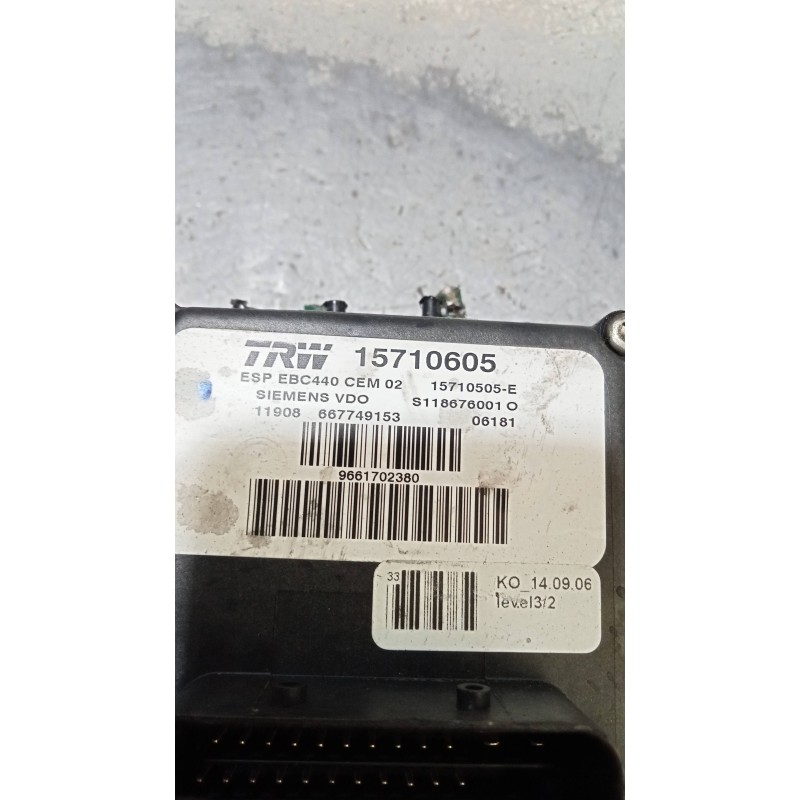 TRW 15710605
ESP EBC440 CEM 02 15710505-E
SIEMENS VDO S118676001 O
11908 667749153 06181
9661702380
33
KO_14.09.06
level3/2